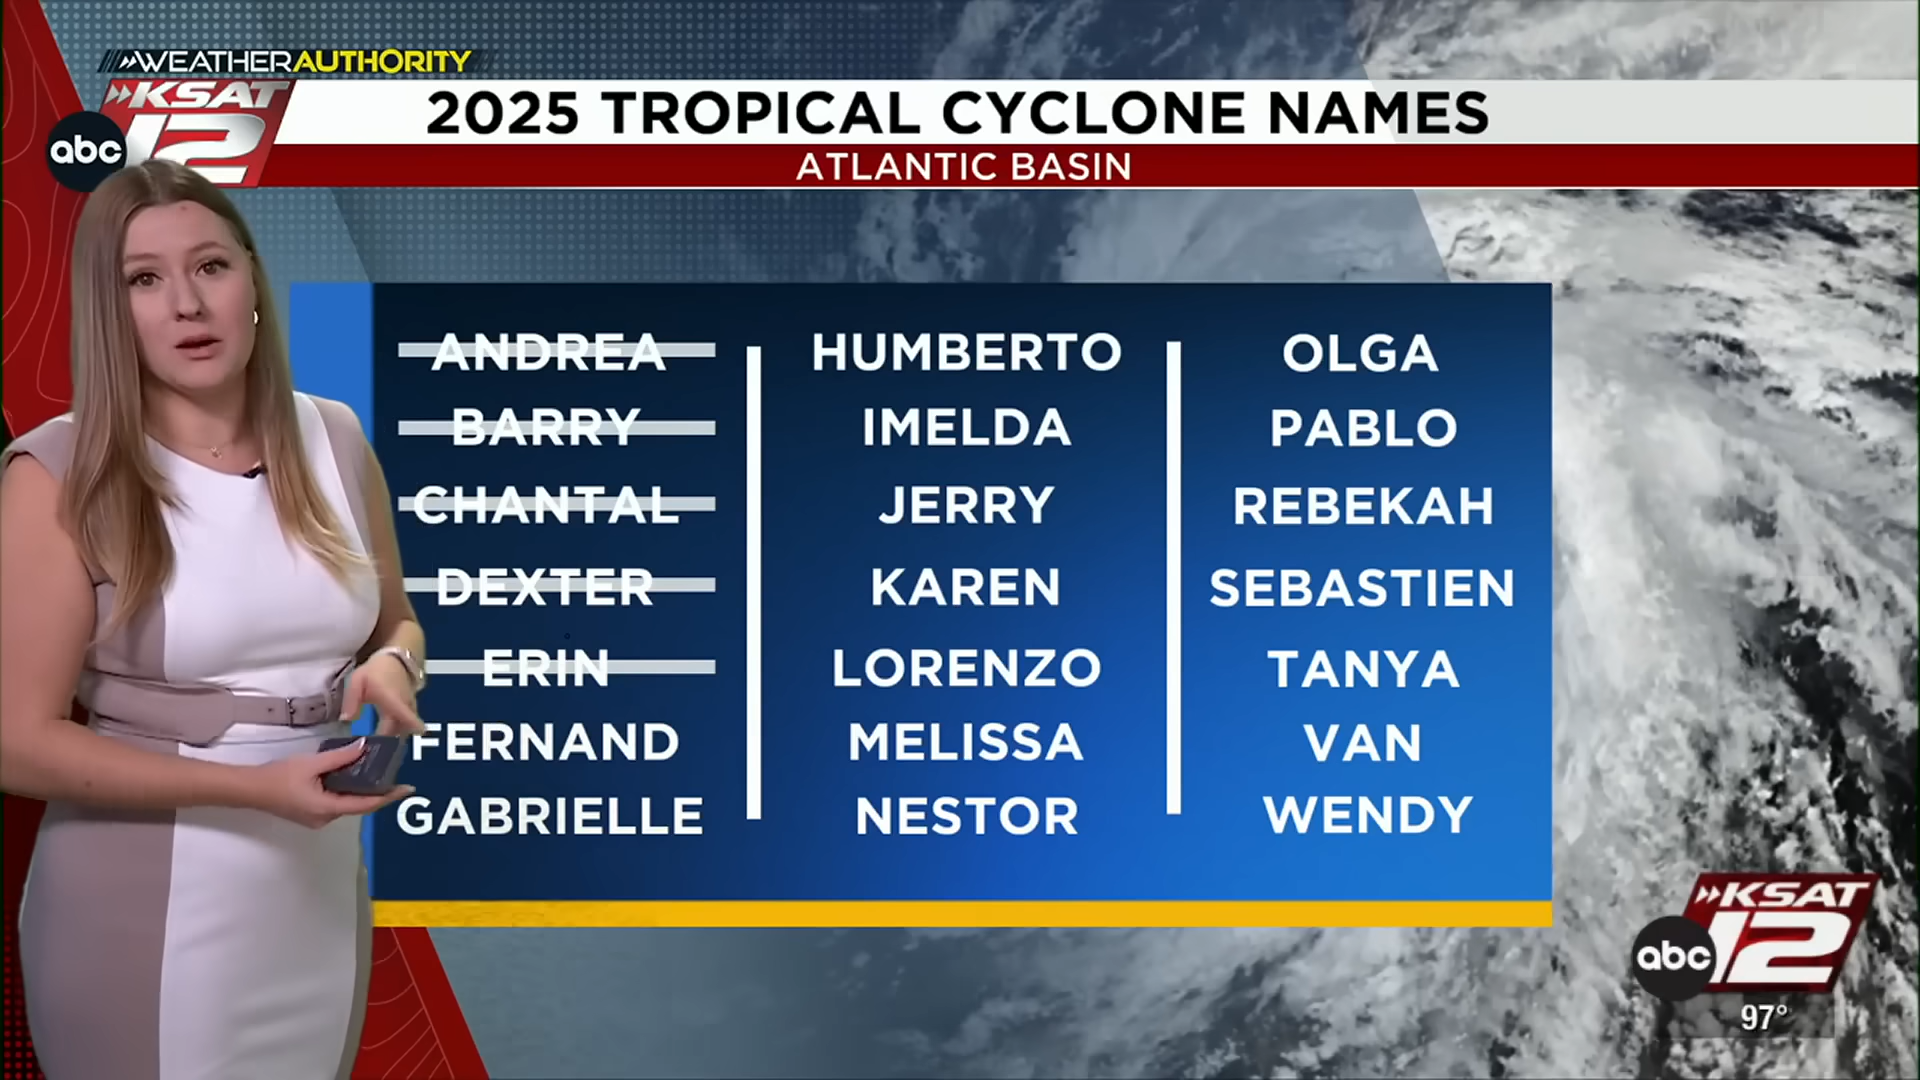 WEATHERAUTHORITY
KSAT
12
abc
2025 TROPICAL CYCLONE NAMES
ATLANTIC BASIN
ANDREA
BARRY
CHANTAL
DEXTER
ERIN
FERNAND
GABRIELLE
HUMBERTO
IMELDA
JERRY
KAREN
LORENZO
MELISSA
NESTOR
OLGA
PABLO
REBEKAH
SEBASTIEN
TANYA
VAN
WENDY
KSAT
12
abc
97°